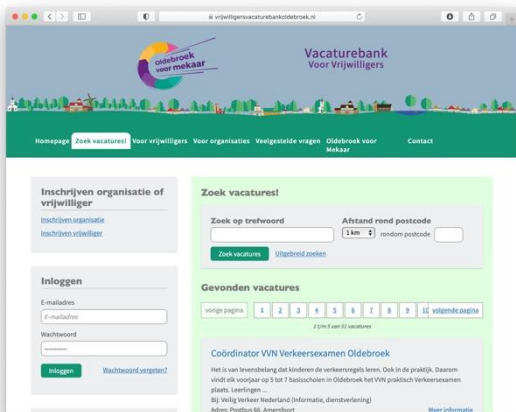 vrijwilligersvacaturebankoldebroek.nl
oldebroek
voor mekaar
Vacaturebank
Voor Vrijwilligers
Homepage Zoek vacatures! Voor vrijwilligers Voor organisaties Veelgestelde vragen Oldebroek voor Mekaar Contact
Inschrijven organisatie of
vrijwilliger
Inschrijven organisatie
Inschrijven vrijwilliger
Inloggen
E-mailadres
E-mailadres
Wachtwoord
Inloggen Wachtwoord vergeten?
Zoek vacatures!
Zoek op trefwoord Afstand rond postcode
1 km rondom postcode
Zoek vacatures Uitgebreid zoeken
Gevonden vacatures
vorige pagina 1 2 3 4 5 6 7 8 9 10 volgende pagina
1 t/m 5 van 51 vacatures
Coördinator VVN Verkeersexamen Oldebroek
Het is van levensbelang dat kinderen de verkeersregels leren. Ook in de praktijk. Daarom
vindt elk voorjaar op 5 tot 7 basisscholen in Oldebroek het VVN praktisch Verkeersexamen
plaats. Leerlingen ...
Bij: Veilig Verkeer Nederland (Informatie, dienstverlening)
Adres: Postbus 66, Amersfoort Meer informatie